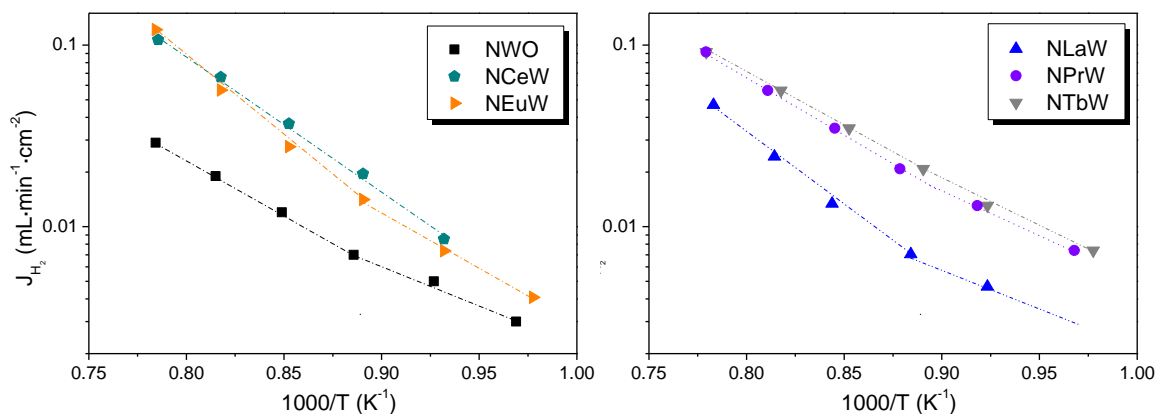 0.1
0.01
J_H₂ (mL·min⁻¹·cm⁻²)
NWO
NCeW
NEuW
0.75 0.80 0.85 0.90 0.95 1.00
1000/T (K⁻¹)
NLaW
NPrW
NTbW
0.1
0.01
2
0.75 0.80 0.85 0.90 0.95 1.00
1000/T (K⁻¹)